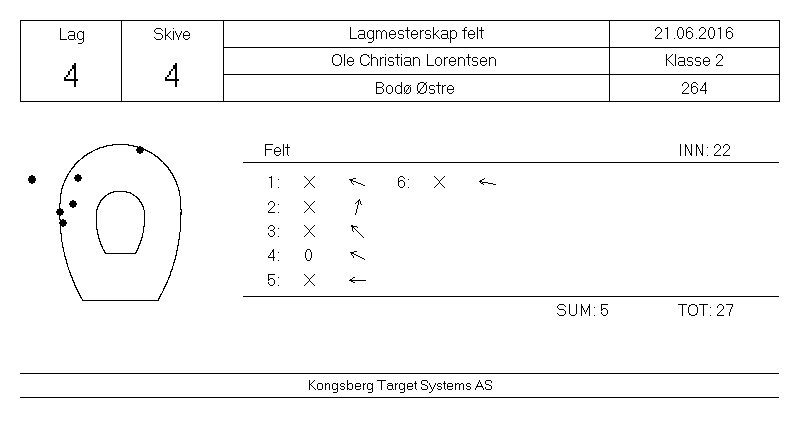 Lag Skive Lagmesterskap felt 21.06.2016
4 4 Ole Christian Lorentsen Klasse 2
Bodø Østre 264
Felt INN: 22
1: X ↖ 6: X ←
2: X ↑
3: X ↖
4: 0 ↖
5: X ←
SUM: 5 TOT: 27
Kongsberg Target Systems AS